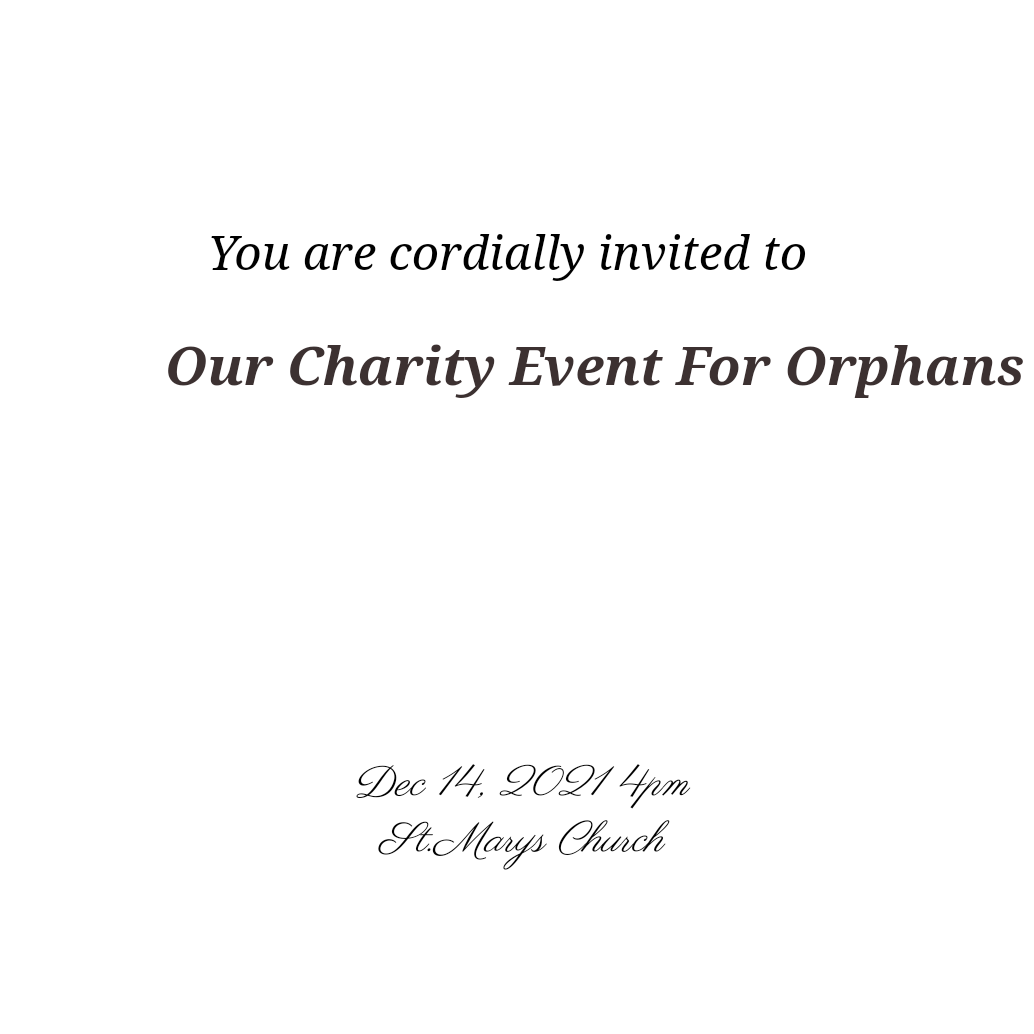 You are cordially invited to
Our Charity Event For Orphans
Dec 14, 2021 4pm
St.Marys Church